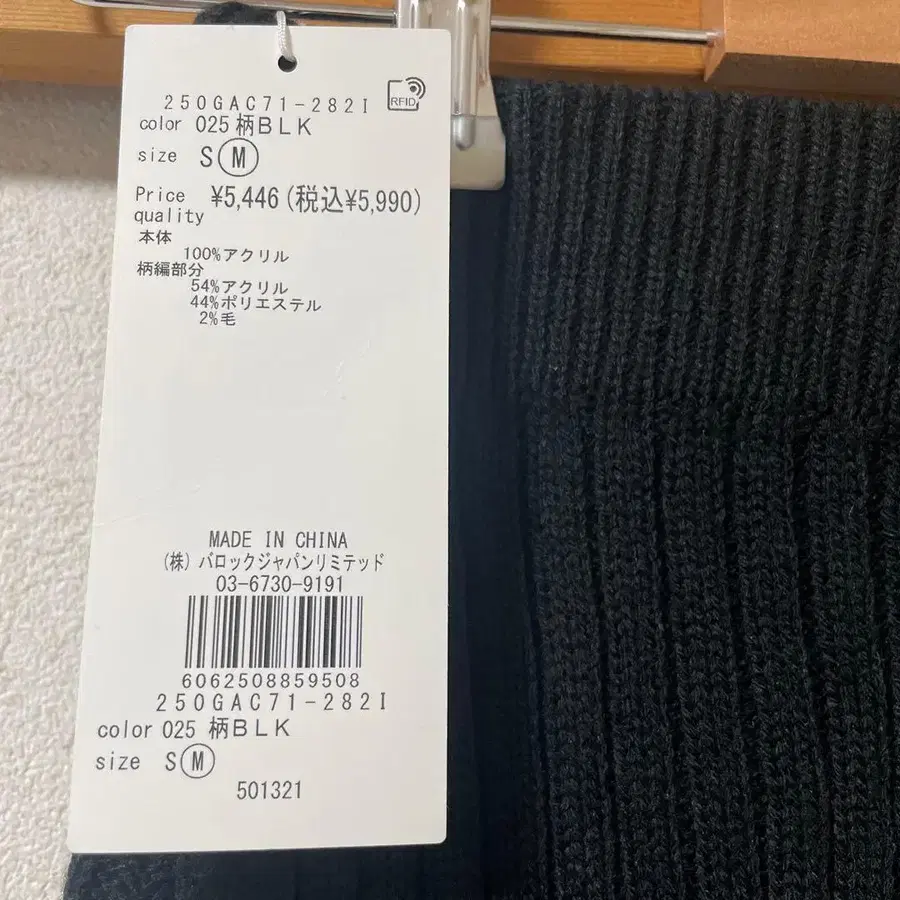 250GAC71-282I
RFID
color 025 柄BLK
size S M
Price ¥5,446 (税込¥5,990)
quality
本体
100%アクリル
柄編部分
54%アクリル
44%ポリエステル
2%毛
MADE IN CHINA
(株) バロックジャパンリミテッド
03-6730-9191
6062508859508
250GAC71-282I
color 025 柄BLK
size S M
501321